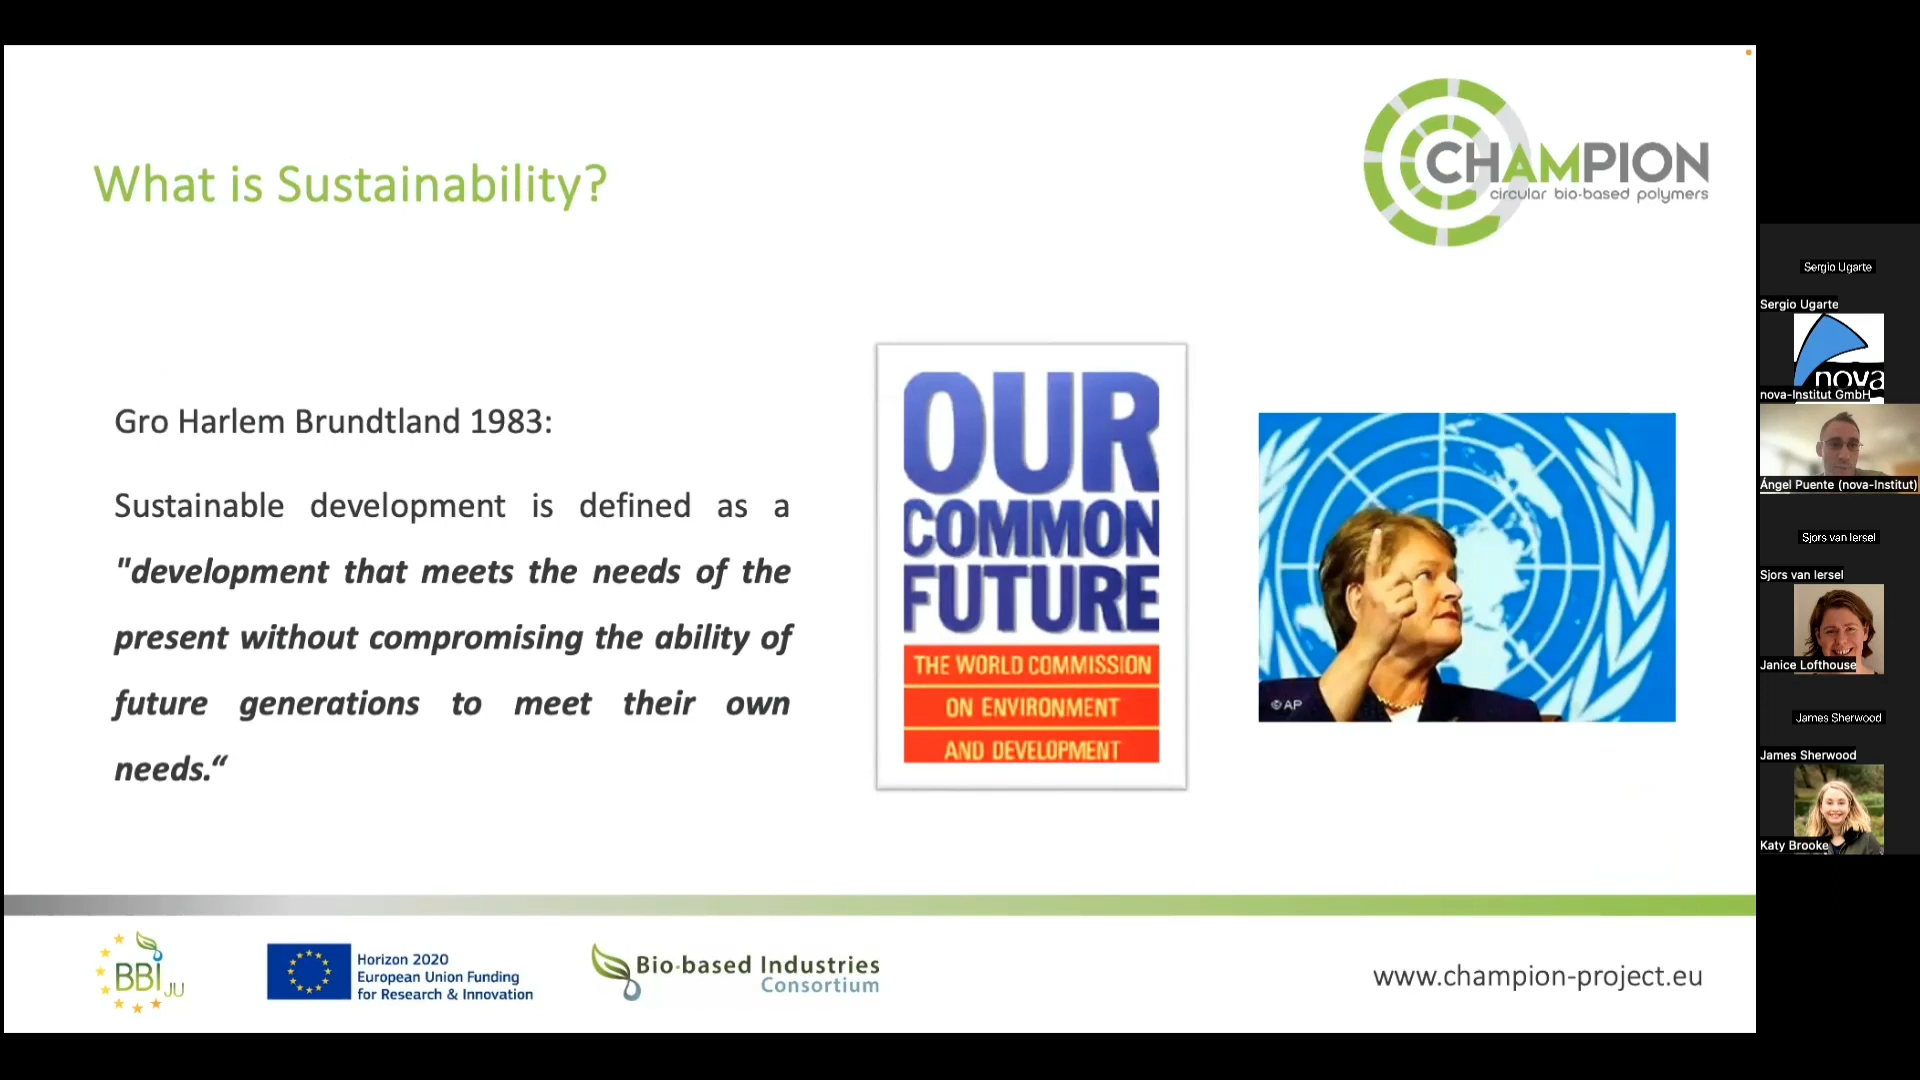 What is Sustainability?
CHAMPION
circular bio-based polymers
Gro Harlem Brundtland 1983:
Sustainable development is defined as a
"development that meets the needs of the
present without compromising the ability of
future generations to meet their own
needs.“
OUR
COMMON
FUTURE
THE WORLD COMMISSION
ON ENVIRONMENT
AND DEVELOPMENT
© AP
BBI JU
Horizon 2020
European Union Funding
for Research & Innovation
Bio-based Industries
Consortium
www.champion-project.eu
Sergio Ugarte
Sergio Ugarte
nova
nova-Institut GmbH
Ángel Puente (nova-Institut)
Sjors van Iersel
Sjors van Iersel
Janice Lofthouse
James Sherwood
James Sherwood
Katy Brooke